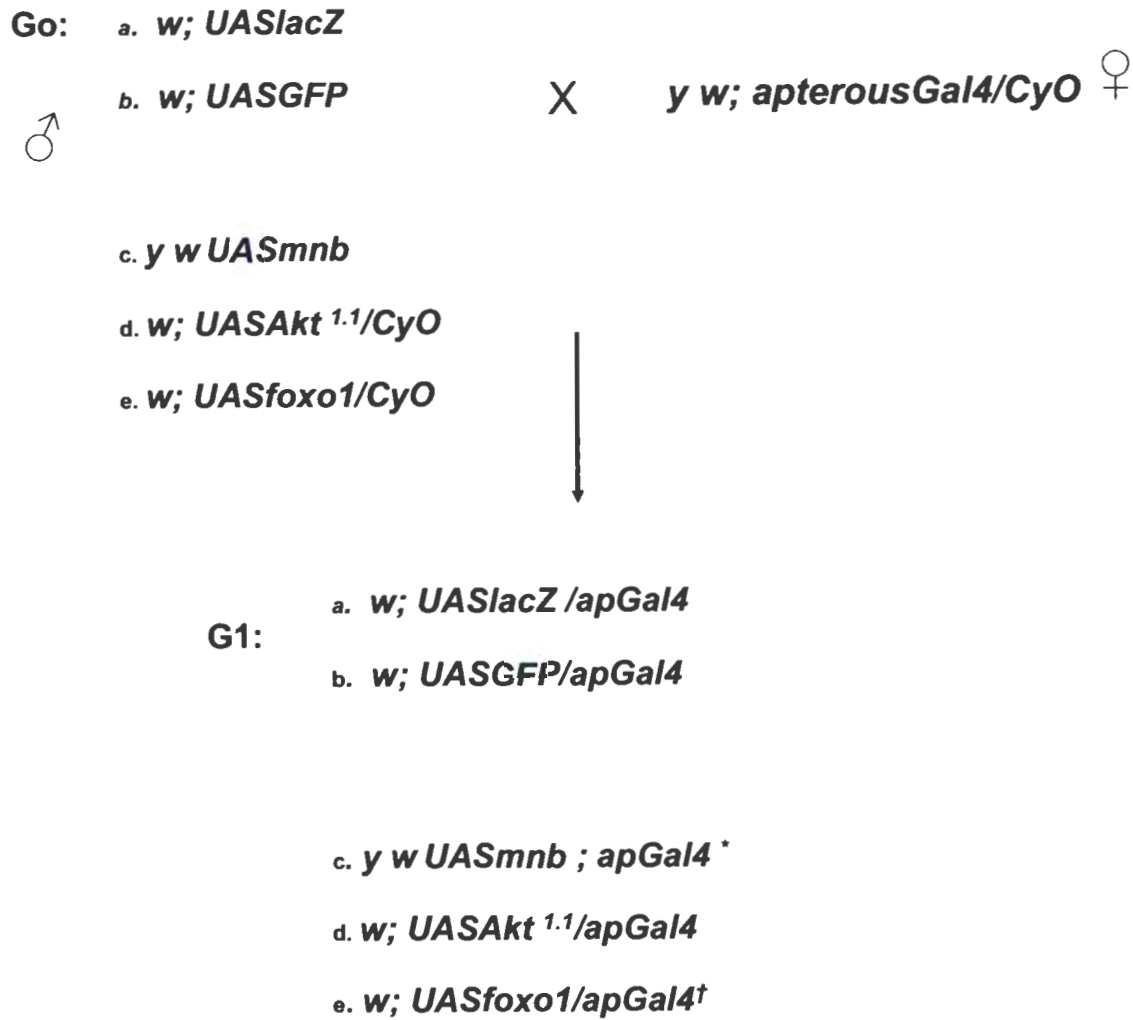 Go: a. w; UASlacZ
b. w; UASGFP X y w; apterousGal4/CyO ♀
♂
c. y w UASmnb
d. w; UASAkt 1.1/CyO
e. w; UASfoxo1/CyO
G1: a. w; UASlacZ /apGal4
b. w; UASGFP/apGal4
c. y w UASmnb ; apGal4 *
d. w; UASAkt 1.1/apGal4
e. w; UASfoxo1/apGal4†